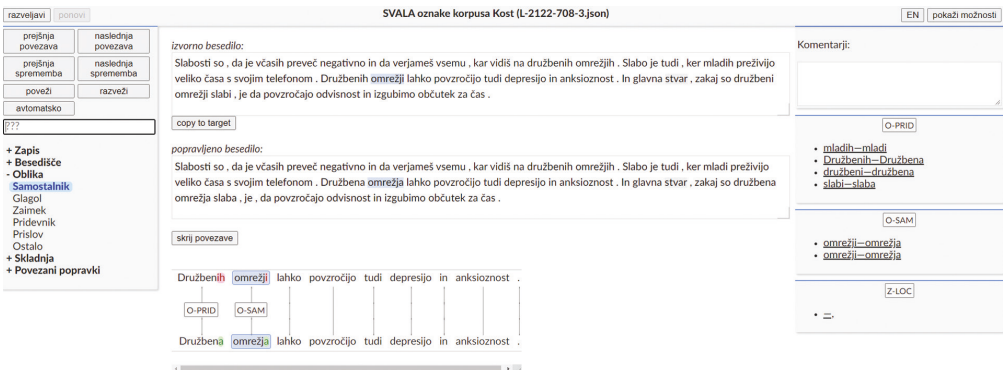 razveljavi ponovi
SVALA oznake korpusa Kost (L-2122-708-3.json)
EN pokaži možnosti
prejšnja povezava
naslednja povezava
prejšnja sprememba
naslednja sprememba
poveži razveži
avtomatsko
???
+ Zapis
+ Besedišče
- Oblika
Samostalnik
Glagol
Zaimek
Pridevnik
Prislov
Ostalo
+ Skladnja
+ Povezani popravki
izvorno besedilo:
Slabosti so , da je včasih preveč negativno in da verjameš vsemu , kar vidiš na družbenih omrežjih . Slabo je tudi , ker mladih preživijo
veliko časa s svojim telefonom . Družbenih omrežji lahko povzročijo tudi depresijo in anksioznost . In glavna stvar , zakaj so družbeni
omrežji slabi , je da povzročajo odvisnost in izgubimo občutek za čas .
copy to target
popravljeno besedilo:
Slabosti so , da je včasih preveč negativno in da verjameš vsemu , kar vidiš na družbenih omrežjih . Slabo je tudi , ker mladi preživijo
veliko časa s svojim telefonom . Družbena omrežja lahko povzročijo tudi depresijo in anksioznost . In glavna stvar , zakaj so družbena
omrežja slaba , je , da povzročajo odvisnost in izgubimo občutek za čas .
skrij povezave
Družbenih omrežji lahko povzročijo tudi depresijo in anksioznost .
O-PRID O-SAM
Družbena omrežja lahko povzročijo tudi depresijo in anksioznost .
Komentarji:
O-PRID
• mladih—mladi
• Družbenih—Družbena
• družbeni—družbena
• slabi—slaba
O-SAM
• omrežji—omrežja
• omrežji—omrežja
Z-LOC
• —,